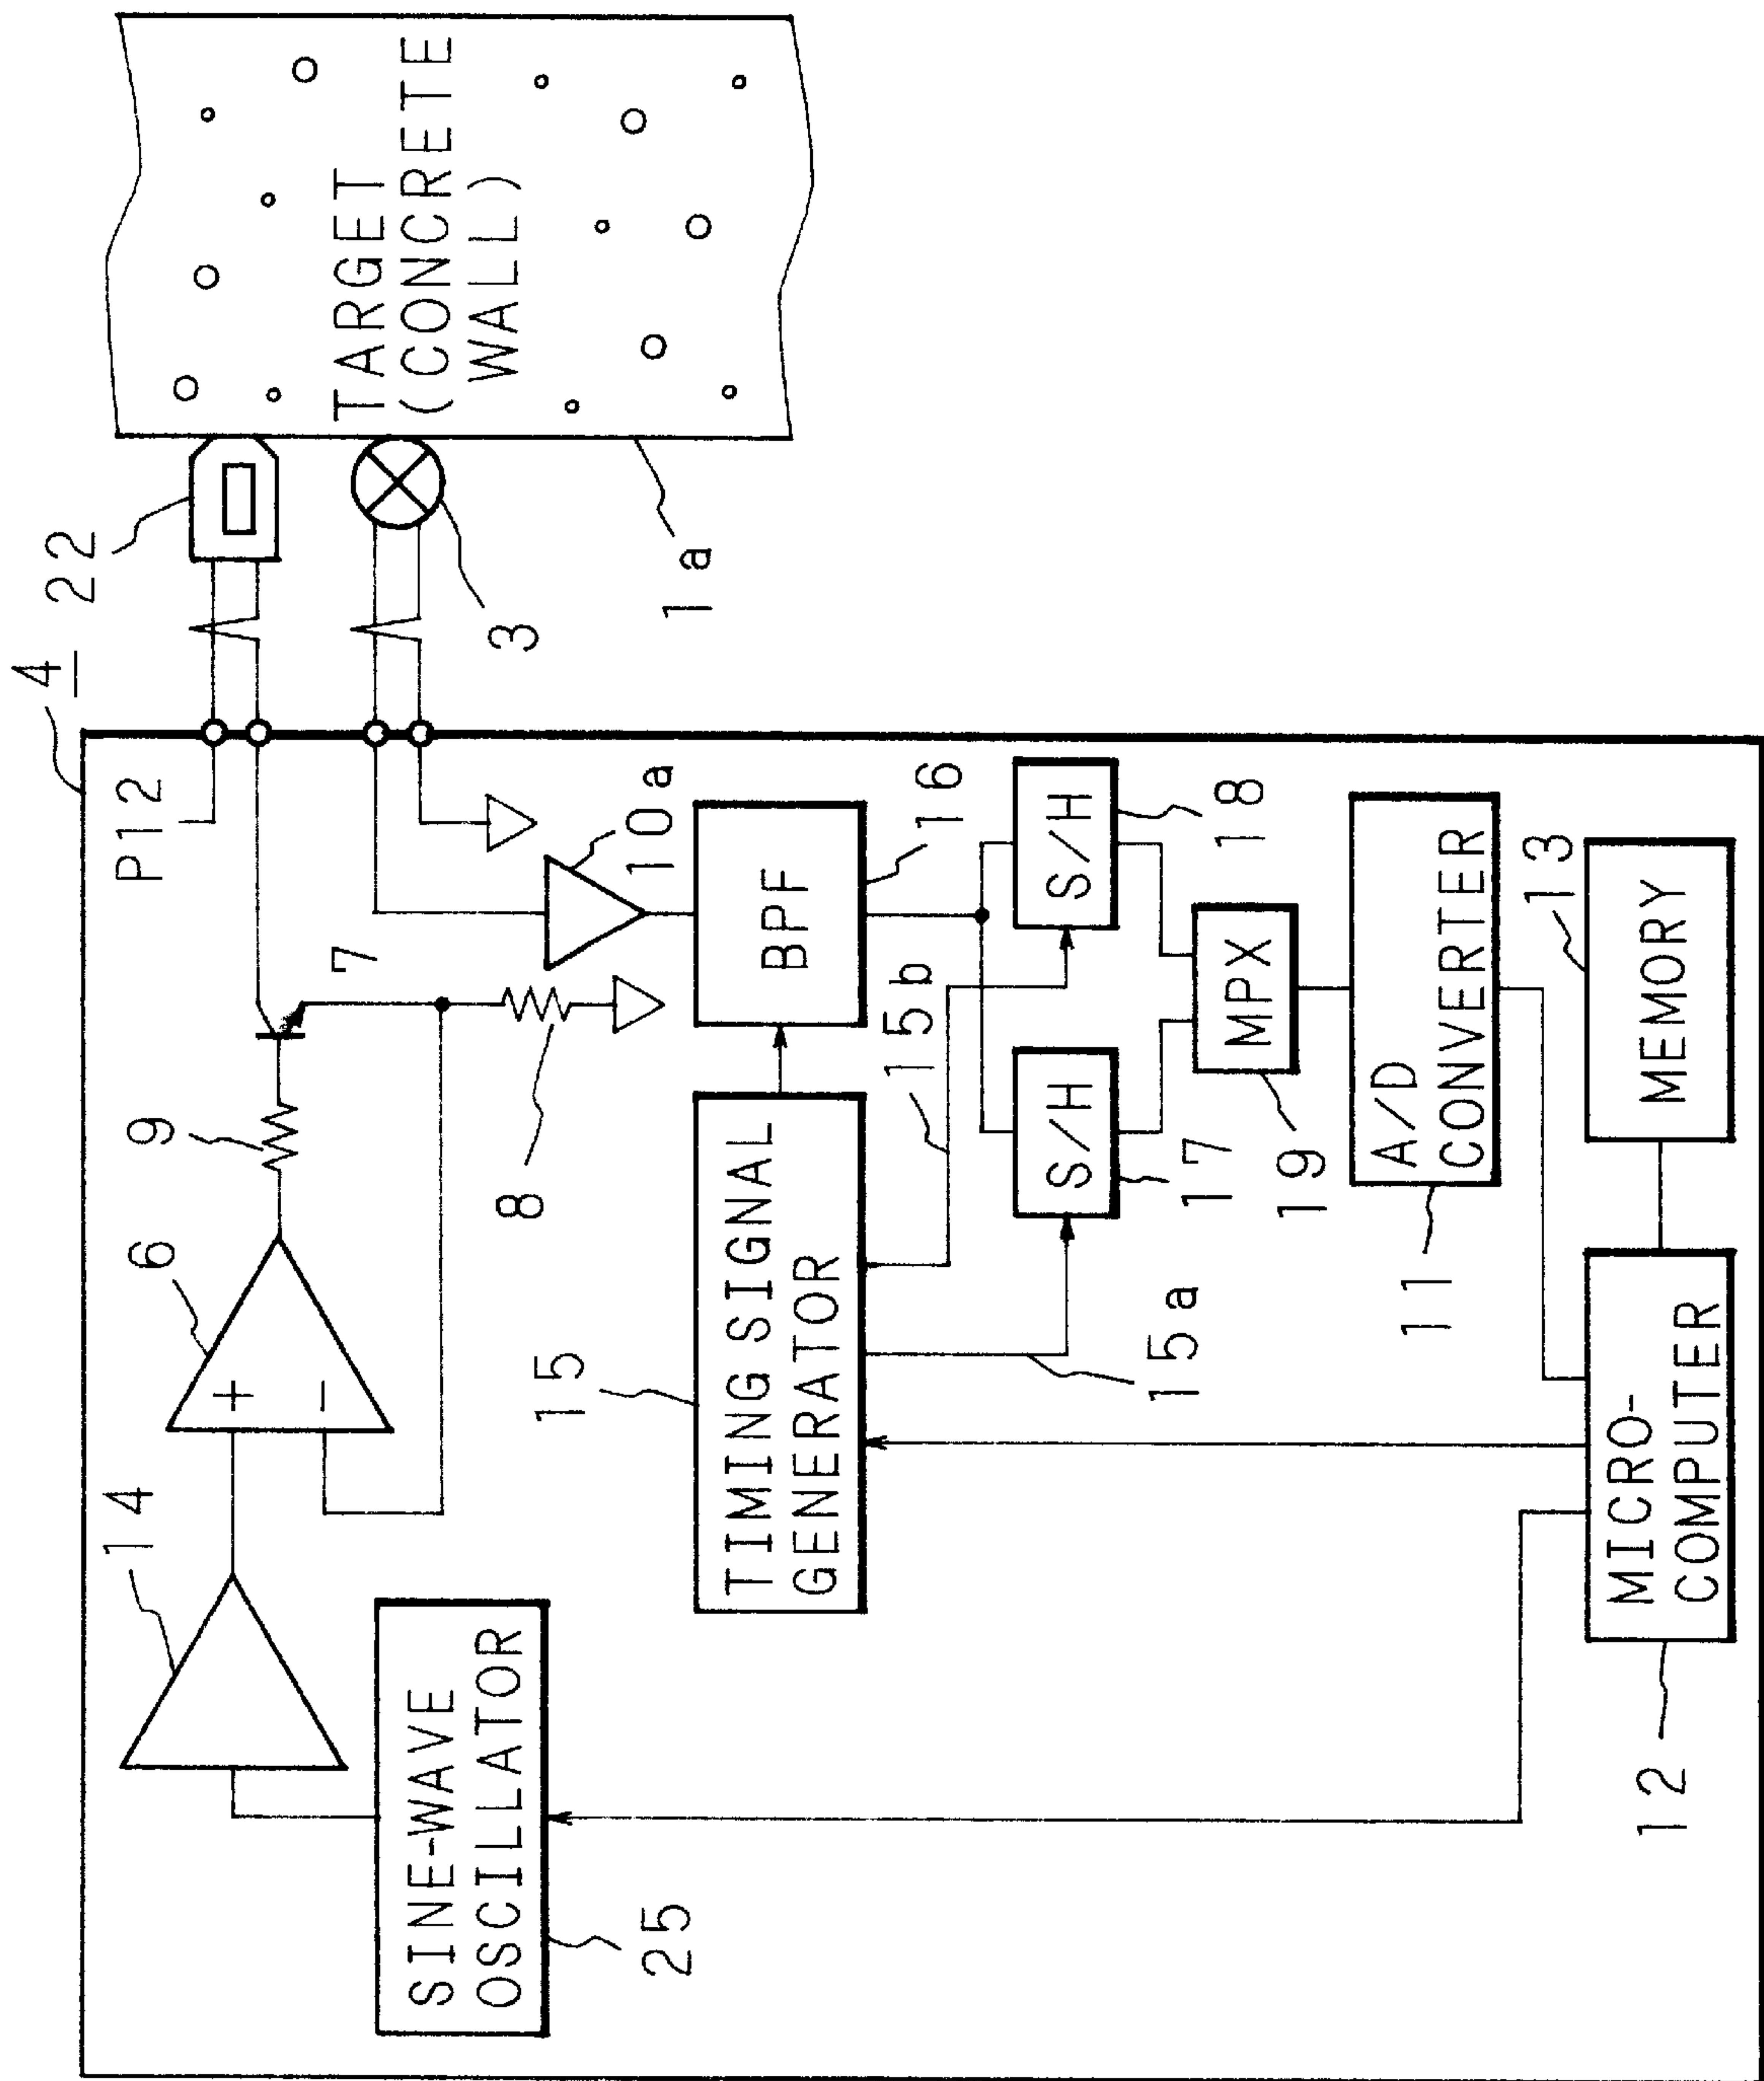 4
22
TARGET
(CONCRETE
WALL)
P12
3
1a
14
6
9
7
+
−
8
10a
SINE-WAVE
OSCILLATOR
25
15
TIMING SIGNAL
GENERATOR
BPF
16
15b
15a
S/H
17
S/H
18
MPX
19
A/D
CONVERTER
11
MICRO-
COMPUTER
12
MEMORY
13